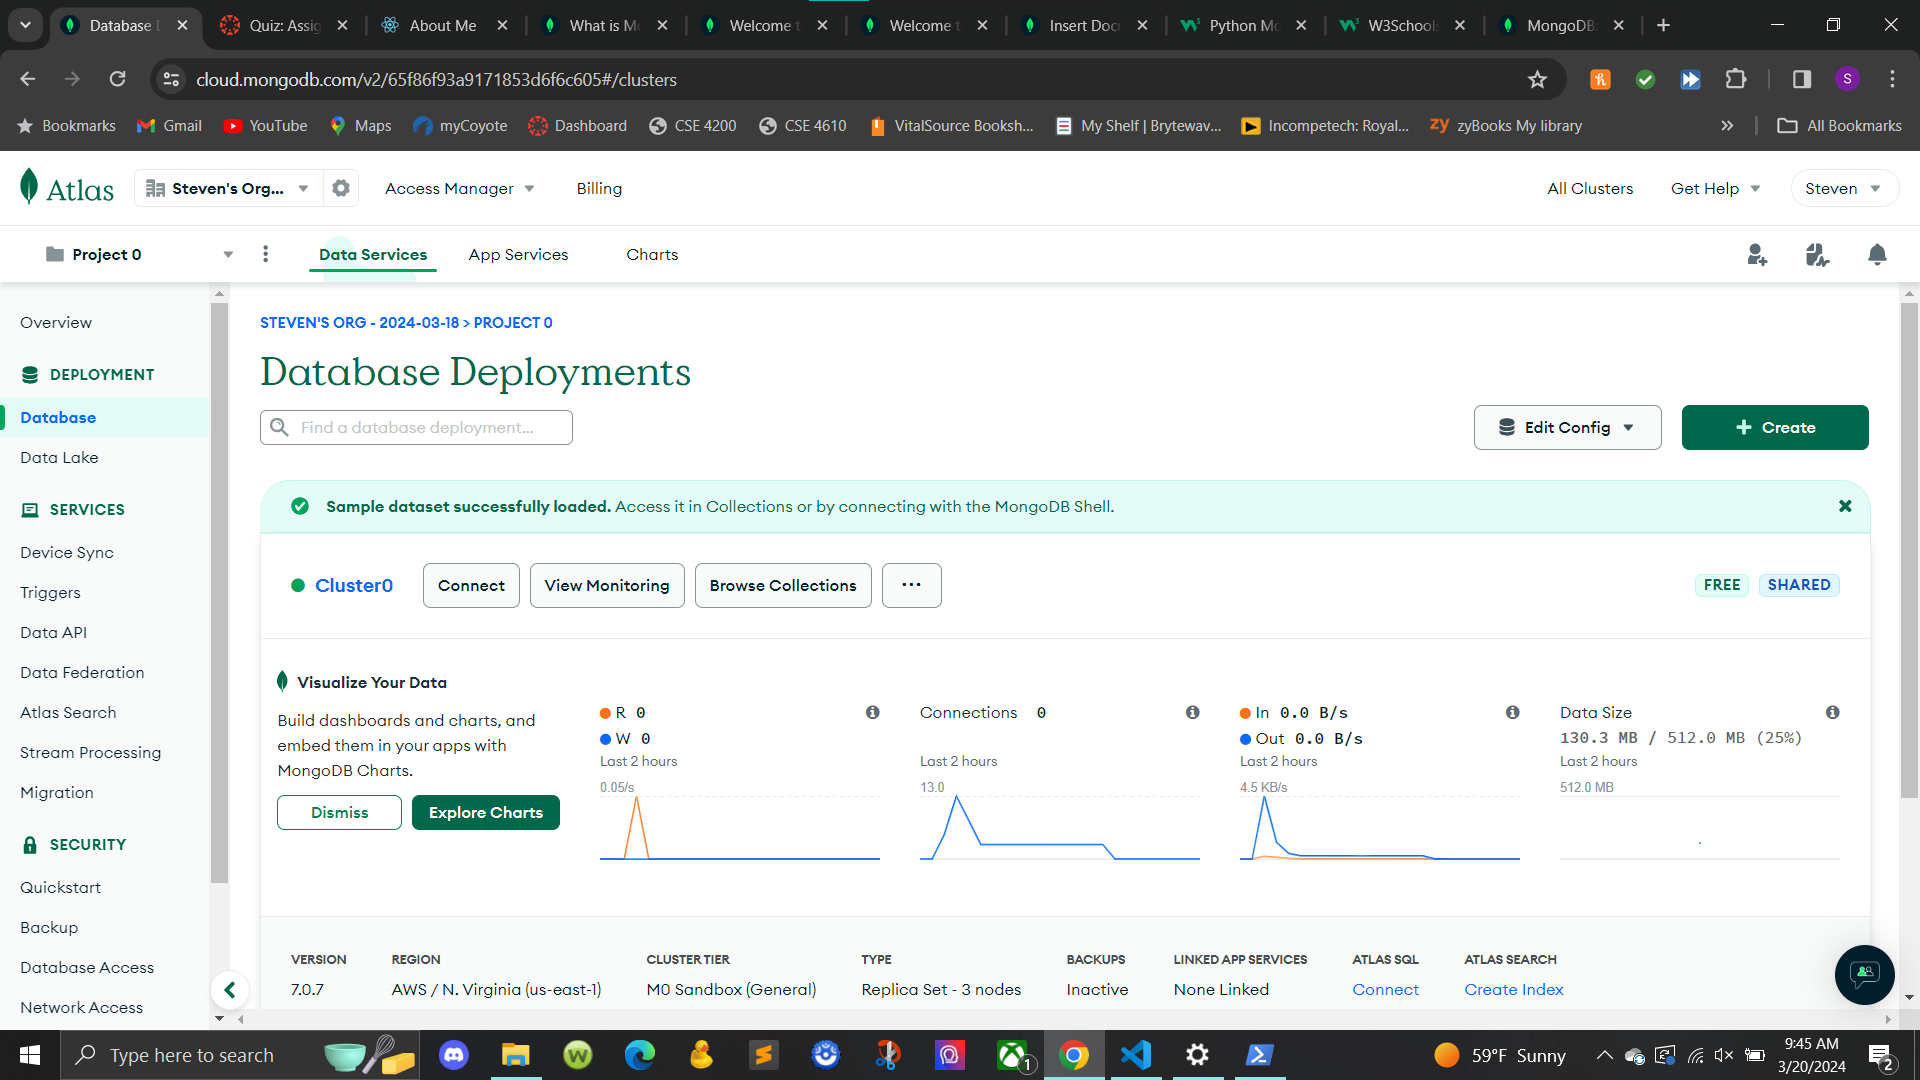 Database D
Quiz: Assig
About Me
What is Mo
Welcome t
Welcome t
Insert Docu
Python Mo
W3Schools
MongoDB
cloud.mongodb.com/v2/65f86f93a9171853d6f6c605#/clusters
S
Bookmarks
Gmail
YouTube
Maps
myCoyote
Dashboard
CSE 4200
CSE 4610
VitalSource Booksh...
My Shelf | Brytewav...
Incompetech: Royal...
zyBooks My library
All Bookmarks
Atlas
Steven's Org...
Access Manager
Billing
All Clusters
Get Help
Steven
Project 0
Data Services
App Services
Charts
Overview
DEPLOYMENT
Database
Data Lake
SERVICES
Device Sync
Triggers
Data API
Data Federation
Atlas Search
Stream Processing
Migration
SECURITY
Quickstart
Backup
Database Access
Network Access
STEVEN'S ORG - 2024-03-18 > PROJECT 0
Database Deployments
Find a database deployment...
Edit Config
+ Create
Sample dataset successfully loaded. Access it in Collections or by connecting with the MongoDB Shell.
Cluster0
Connect
View Monitoring
Browse Collections
...
FREE
SHARED
Visualize Your Data
Build dashboards and charts, and
embed them in your apps with
MongoDB Charts.
Dismiss
Explore Charts
R 0
W 0
Last 2 hours
0.05/s
Connections 0
Last 2 hours
13.0
In 0.0 B/s
Out 0.0 B/s
Last 2 hours
4.5 KB/s
Data Size
130.3 MB / 512.0 MB (25%)
Last 2 hours
512.0 MB
VERSION
7.0.7
REGION
AWS / N. Virginia (us-east-1)
CLUSTER TIER
M0 Sandbox (General)
TYPE
Replica Set - 3 nodes
BACKUPS
Inactive
LINKED APP SERVICES
None Linked
ATLAS SQL
Connect
ATLAS SEARCH
Create Index
Type here to search
1
59°F Sunny
9:45 AM
3/20/2024
2